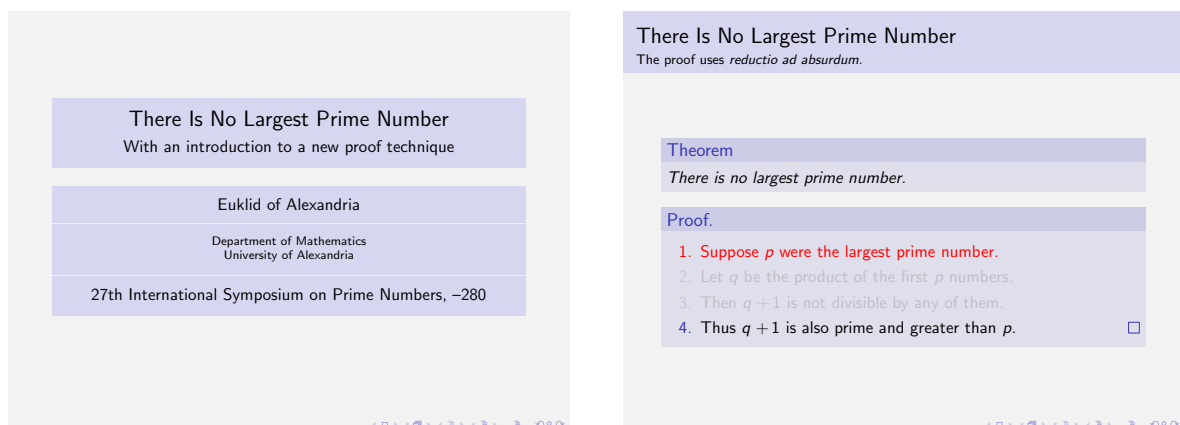 There Is No Largest Prime Number
With an introduction to a new proof technique
Euklid of Alexandria
Department of Mathematics
University of Alexandria
27th International Symposium on Prime Numbers, –280
There Is No Largest Prime Number
The proof uses reductio ad absurdum.
Theorem
There is no largest prime number.
Proof.
1. Suppose p were the largest prime number.
2. Let q be the product of the first p numbers.
3. Then q + 1 is not divisible by any of them.
4. Thus q + 1 is also prime and greater than p.